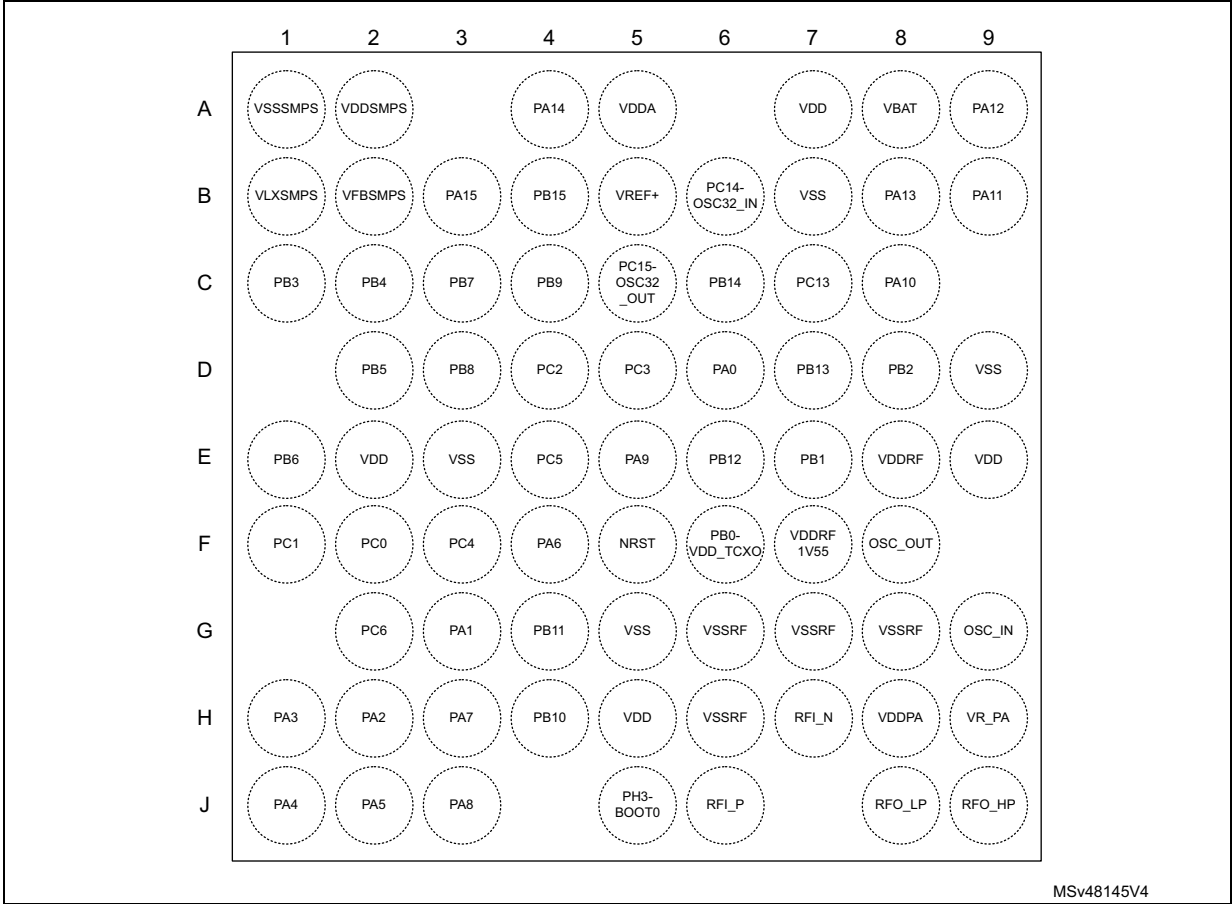 1 2 3 4 5 6 7 8 9
A VSSSMPS VDDSMPS PA14 VDDA VDD VBAT PA12
B VLXSMPS VFBSMPS PA15 PB15 VREF+ PC14-
OSC32_IN VSS PA13 PA11
C PB3 PB4 PB7 PB9 PC15-
OSC32
_OUT PB14 PC13 PA10
D PB5 PB8 PC2 PC3 PA0 PB13 PB2 VSS
E PB6 VDD VSS PC5 PA9 PB12 PB1 VDDRF VDD
F PC1 PC0 PC4 PA6 NRST PB0-
VDD_TCXO VDDRF
1V55 OSC_OUT
G PC6 PA1 PB11 VSS VSSRF VSSRF VSSRF OSC_IN
H PA3 PA2 PA7 PB10 VDD VSSRF RFI_N VDDPA VR_PA
J PA4 PA5 PA8 PH3-
BOOT0 RFI_P RFO_LP RFO_HP
MSv48145V4